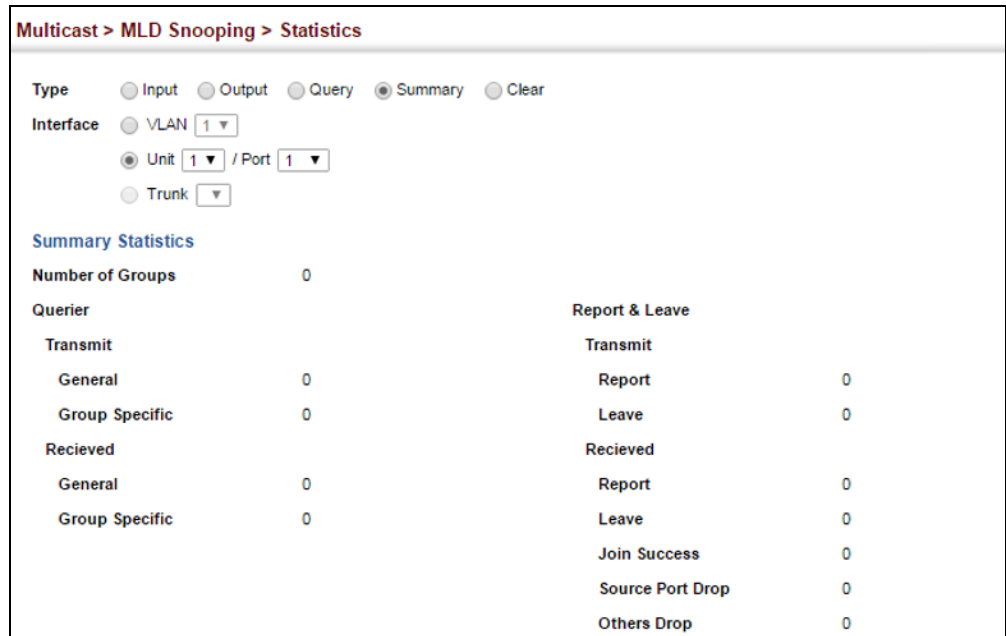 Multicast > MLD Snooping > Statistics
Type Input Output Query Summary Clear
Interface VLAN 1
Unit 1 / Port 1
Trunk
Summary Statistics
Number of Groups 0
Querier
Transmit
General 0
Group Specific 0
Recieved
General 0
Group Specific 0
Report & Leave
Transmit
Report 0
Leave 0
Recieved
Report 0
Leave 0
Join Success 0
Source Port Drop 0
Others Drop 0